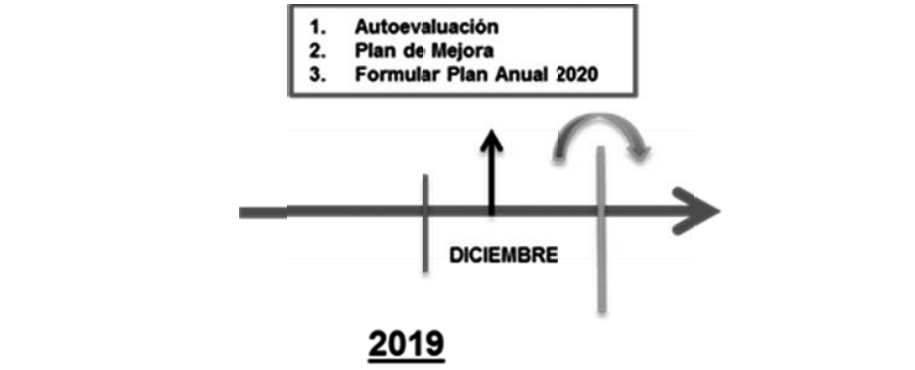 1. Autoevaluación
2. Plan de Mejora
3. Formular Plan Anual 2020
DICIEMBRE
2019